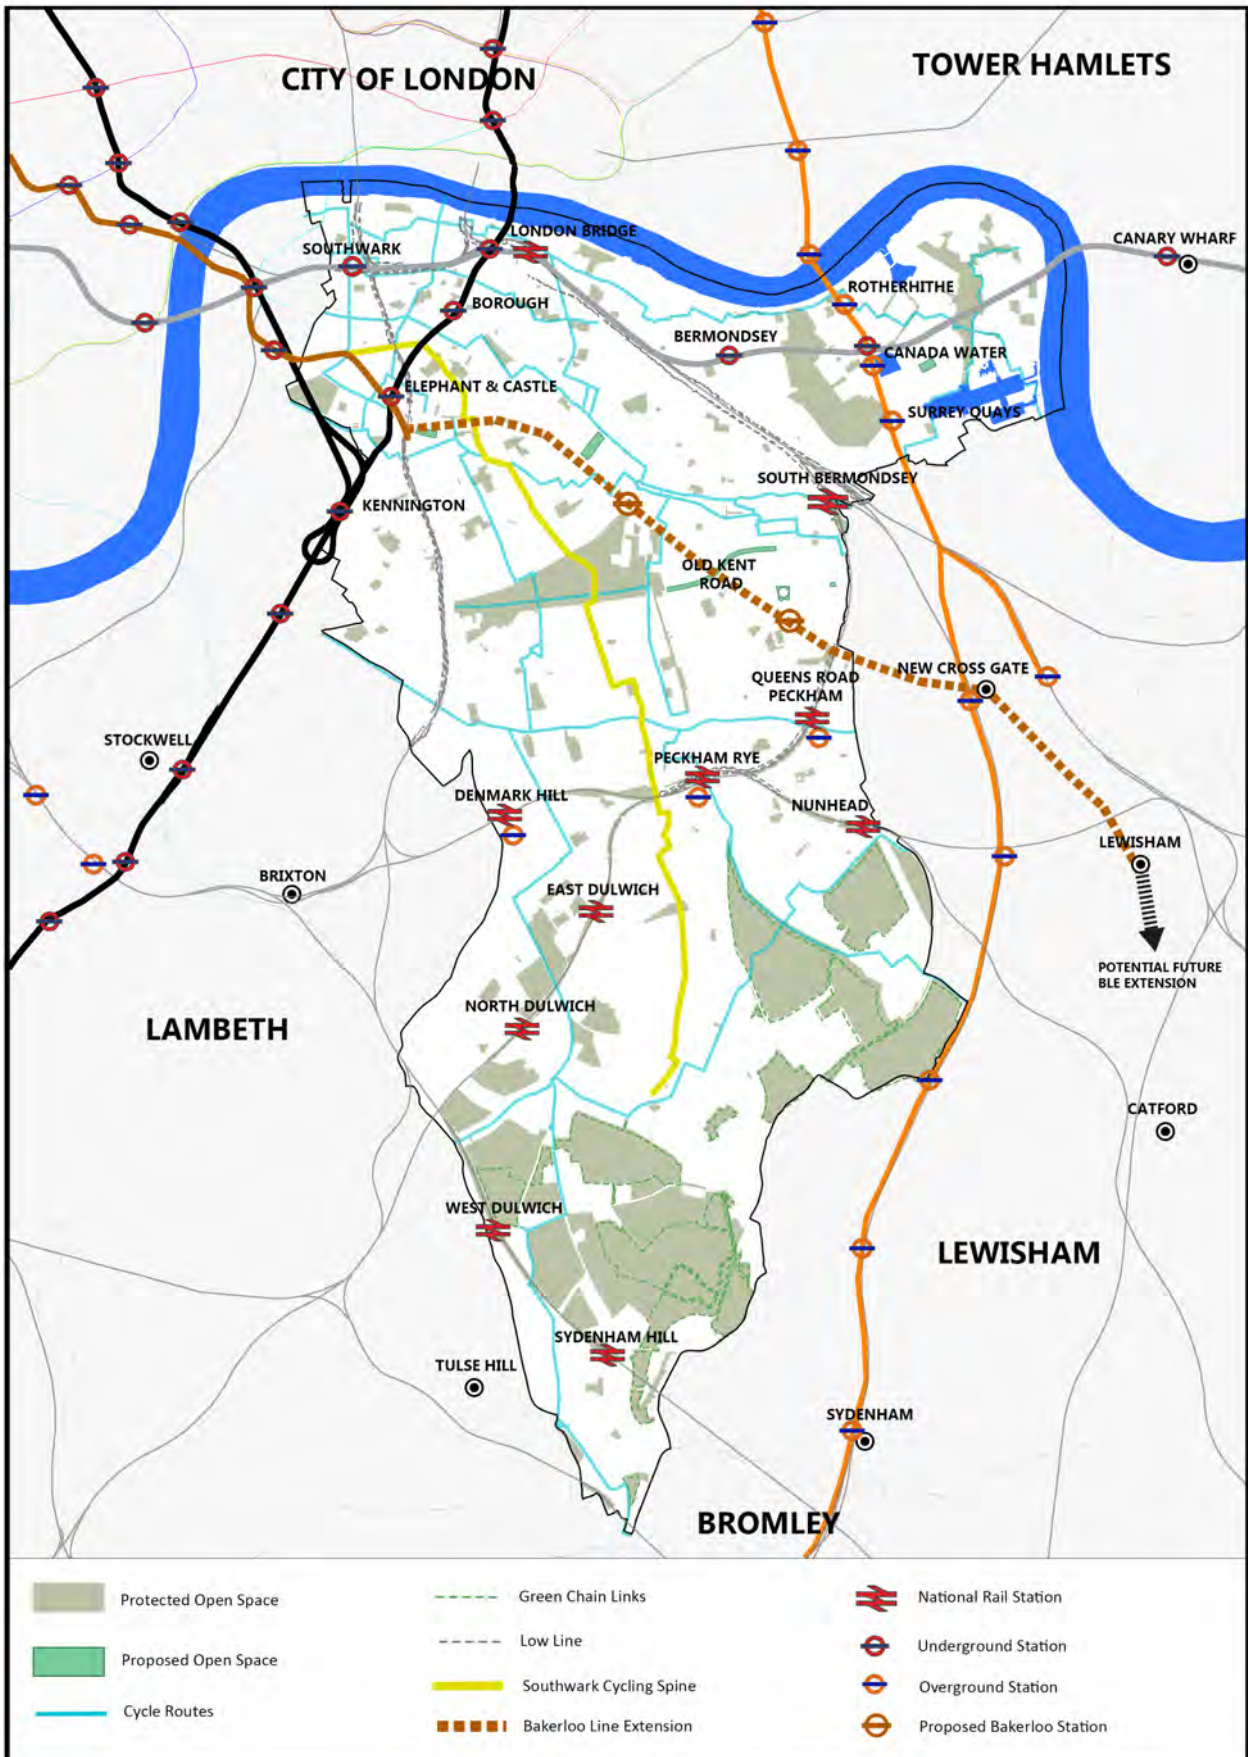 CITY OF LONDON
TOWER HAMLETS
LONDON BRIDGE
SOUTHWARK
CANARY WHARF
ROTHERHITHE
BOROUGH
BERMONDSEY
CANADA WATER
ELEPHANT & CASTLE
SURREY QUAYS
SOUTH BERMONDSEY
KENNINGTON
OLD KENT
ROAD
NEW CROSS GATE
QUEENS ROAD
PECKHAM
STOCKWELL
PECKHAM RYE
DENMARK HILL
NUNHEAD
LEWISHAM
BRIXTON
EAST DULWICH
POTENTIAL FUTURE
BLE EXTENSION
NORTH DULWICH
LAMBETH
CATFORD
WEST DULWICH
LEWISHAM
SYDENHAM HILL
TULSE HILL
SYDENHAM
BROMLEY
Protected Open Space
Proposed Open Space
Cycle Routes
Green Chain Links
Low Line
Southwark Cycling Spine
Bakerloo Line Extension
National Rail Station
Underground Station
Overground Station
Proposed Bakerloo Station